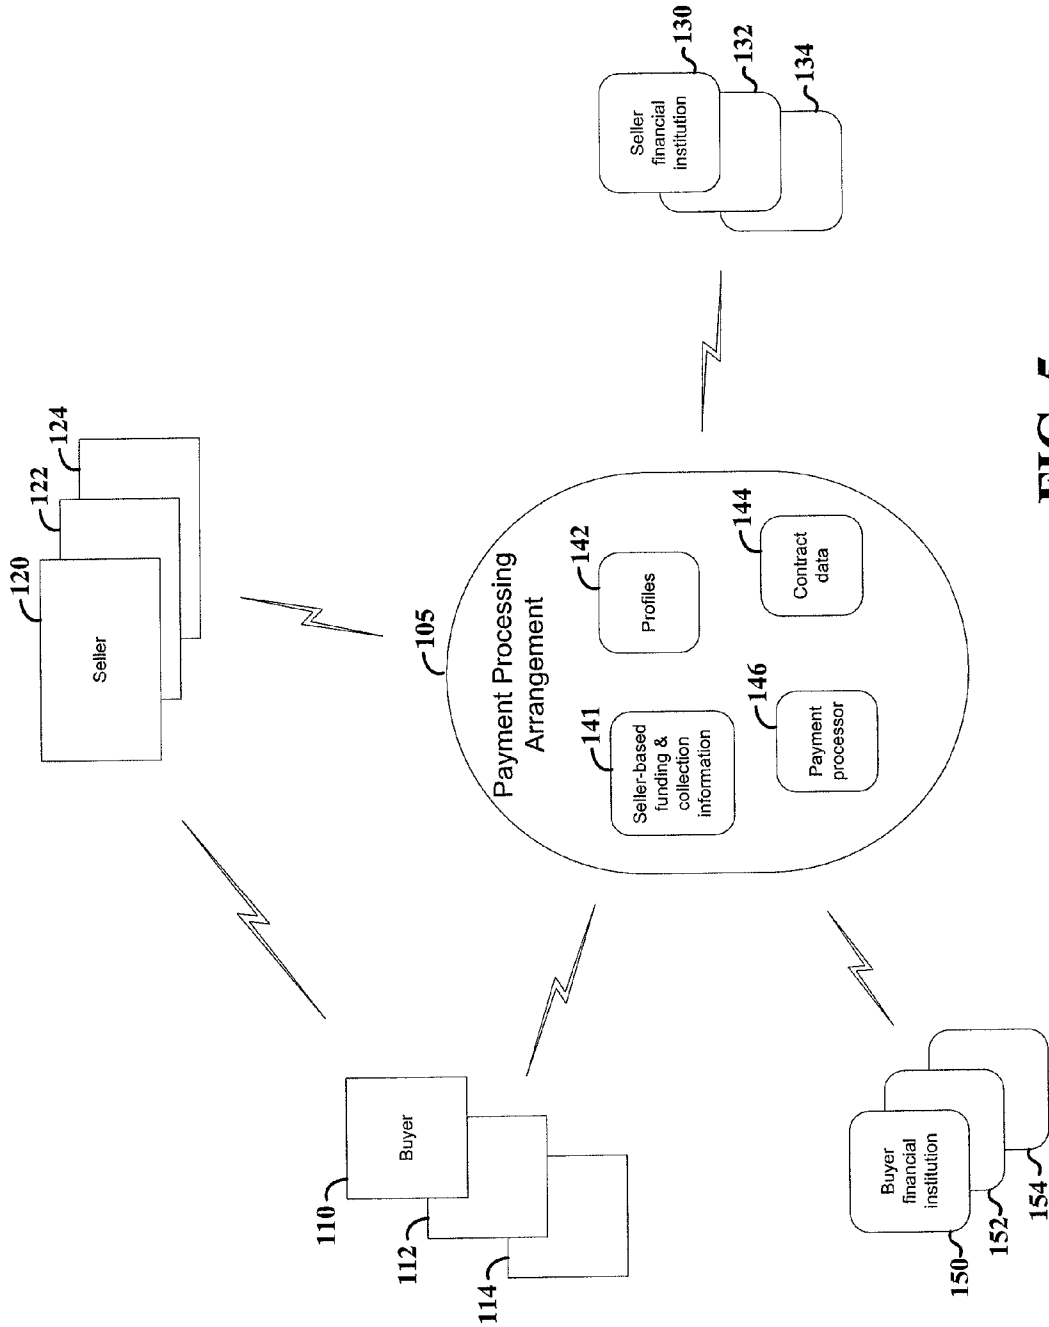 120
122
124
Seller
110
112
114
Buyer
105
Payment Processing
Arrangement
141
Seller-based
funding &
collection
information
142
Profiles
146
Payment
processor
144
Contract
data
Seller
financial
institution
130
132
134
Buyer
financial
institution
150
152
154
FIG. 5